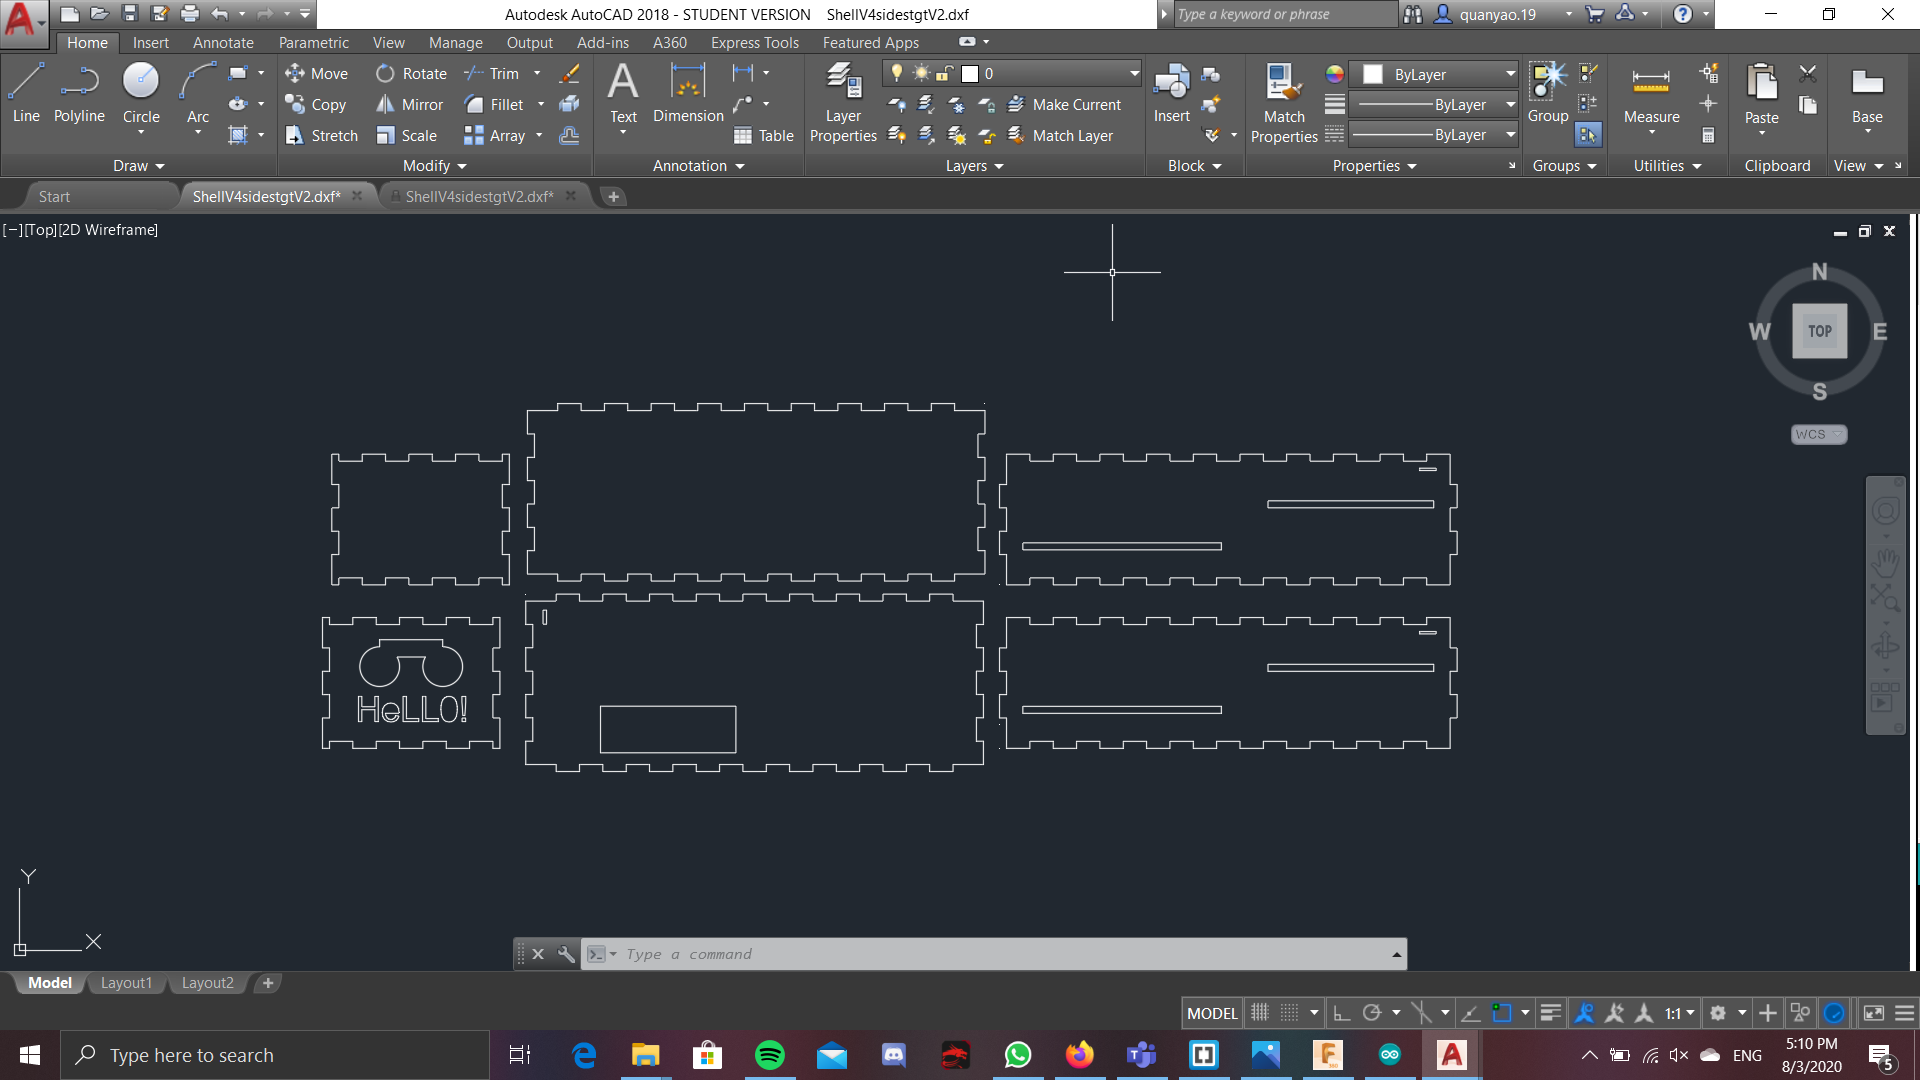 Autodesk AutoCAD 2018 - STUDENT VERSION ShellV4sidestgtV2.dxf
Type a keyword or phrase
quanyao.19
Home Insert Annotate Parametric View Manage Output Add-ins A360 Express Tools Featured Apps
Line Polyline Circle Arc
Move Rotate Trim
Copy Mirror Fillet
Stretch Scale Array
Text Dimension Table
Layer Properties
0
Make Current
Match Layer
Insert
Match Properties
ByLayer
ByLayer
ByLayer
Group
Measure
Paste
Base
Draw Modify Annotation Layers Block Properties Groups Utilities Clipboard View
Start ShellV4sidestgtV2.dxf* ShellV4sidestgtV2.dxf*
[−][Top][2D Wireframe]
N
W TOP E
S
WCS
HeLLO!
Y
X
Type a command
Model Layout1 Layout2
MODEL 1:1
Type here to search
ENG
5:10 PM
8/3/2020
5